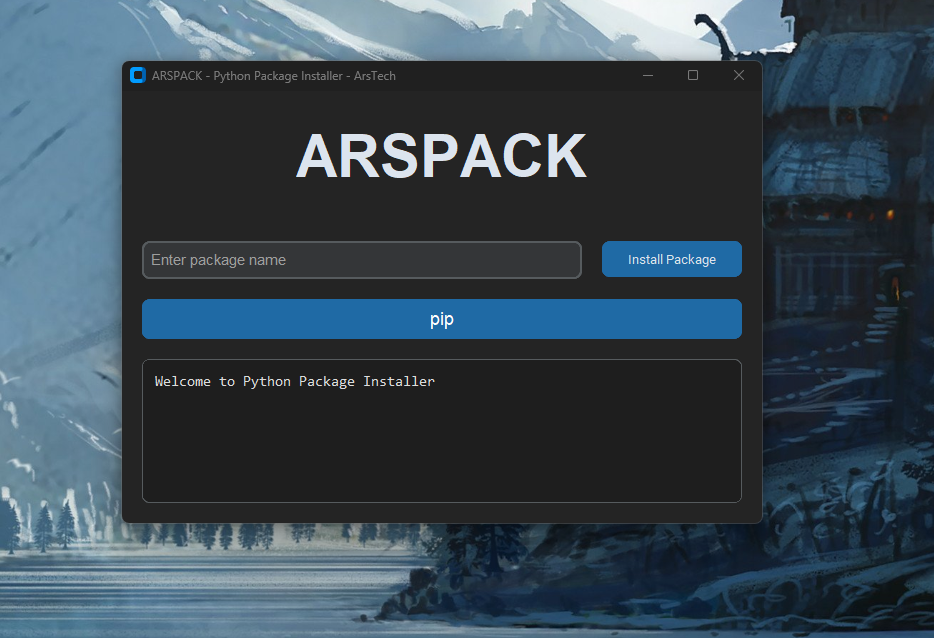 ARSPACK - Python Package Installer - ArsTech
ARSPACK
Enter package name
Install Package
pip
Welcome to Python Package Installer